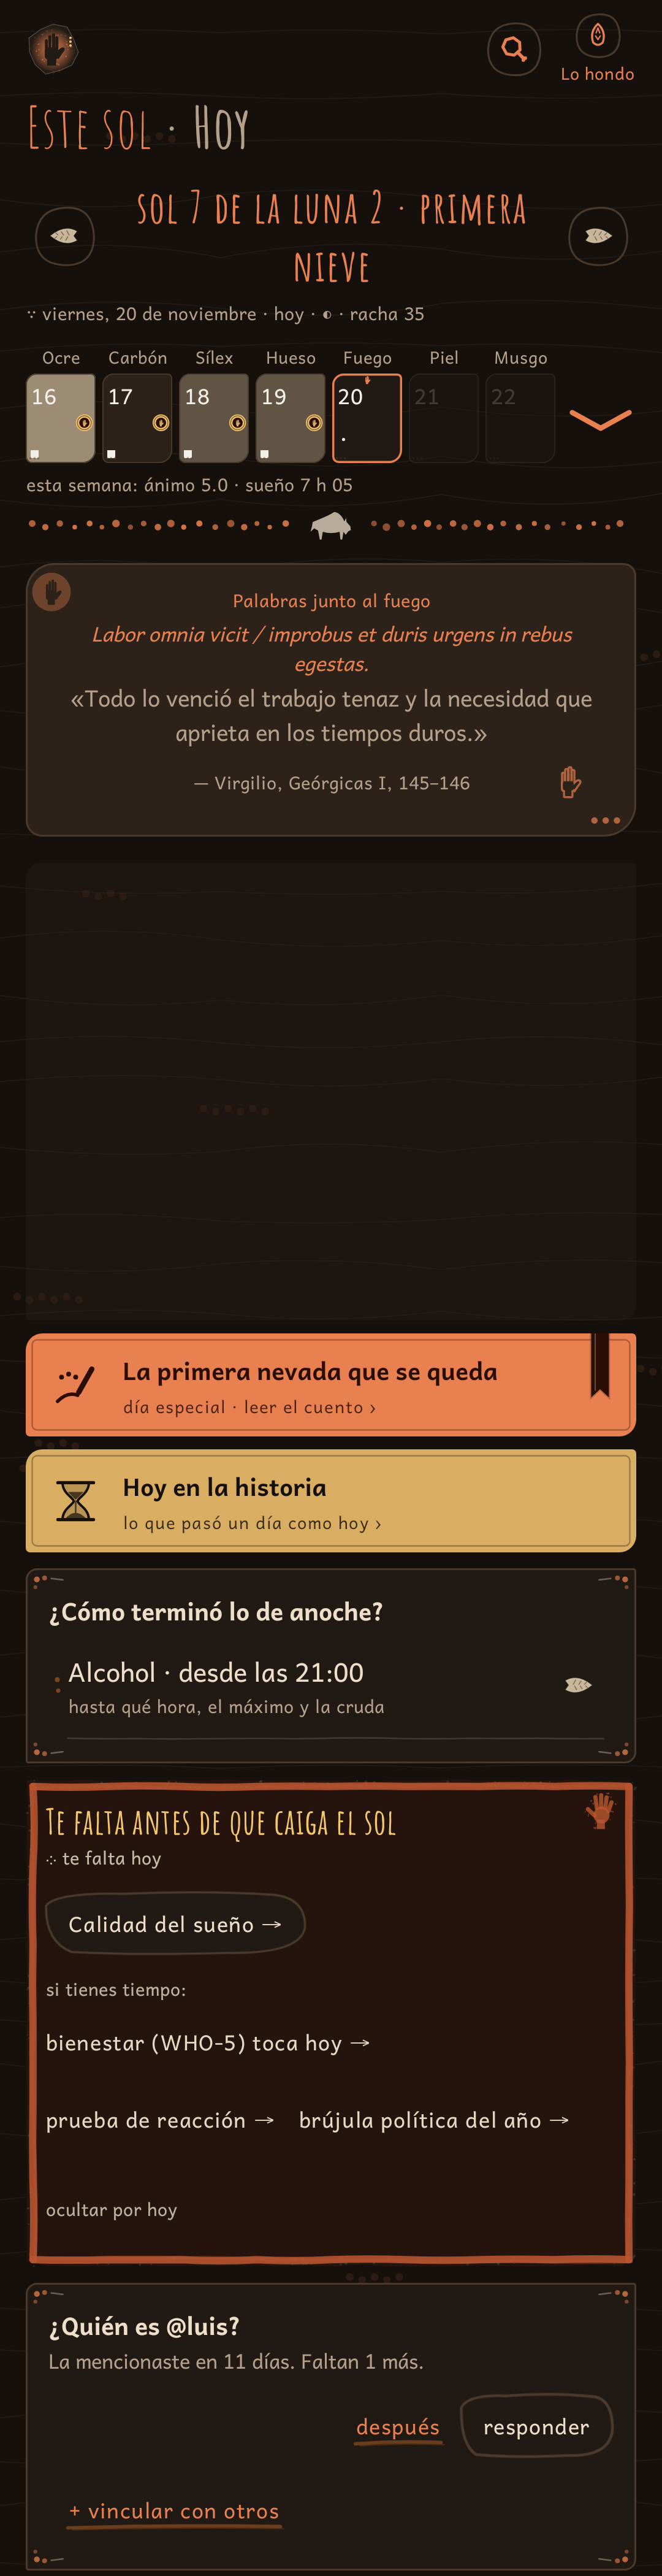 Lo hondo
Este sol · Hoy
sol 7 de la luna 2 · primera
nieve
viernes, 20 de noviembre · hoy · ◐ · racha 35
Ocre Carbón Sílex Hueso Fuego Piel Musgo
16 17 18 19 20 21 22
esta semana: ánimo 5.0 · sueño 7 h 05
Palabras junto al fuego
Labor omnia vicit / improbus et duris urgens in rebus
egestas.
«Todo lo venció el trabajo tenaz y la necesidad que
aprieta en los tiempos duros.»
— Virgilio, Geórgicas I, 145–146
La primera nevada que se queda
día especial · leer el cuento ›
Hoy en la historia
lo que pasó un día como hoy ›
¿Cómo terminó lo de anoche?
Alcohol · desde las 21:00
hasta qué hora, el máximo y la cruda
Te falta antes de que caiga el sol
te falta hoy
Calidad del sueño →
si tienes tiempo:
bienestar (WHO-5) toca hoy →
prueba de reacción → brújula política del año →
ocultar por hoy
¿Quién es @luis?
La mencionaste en 11 días. Faltan 1 más.
después responder
+ vincular con otros